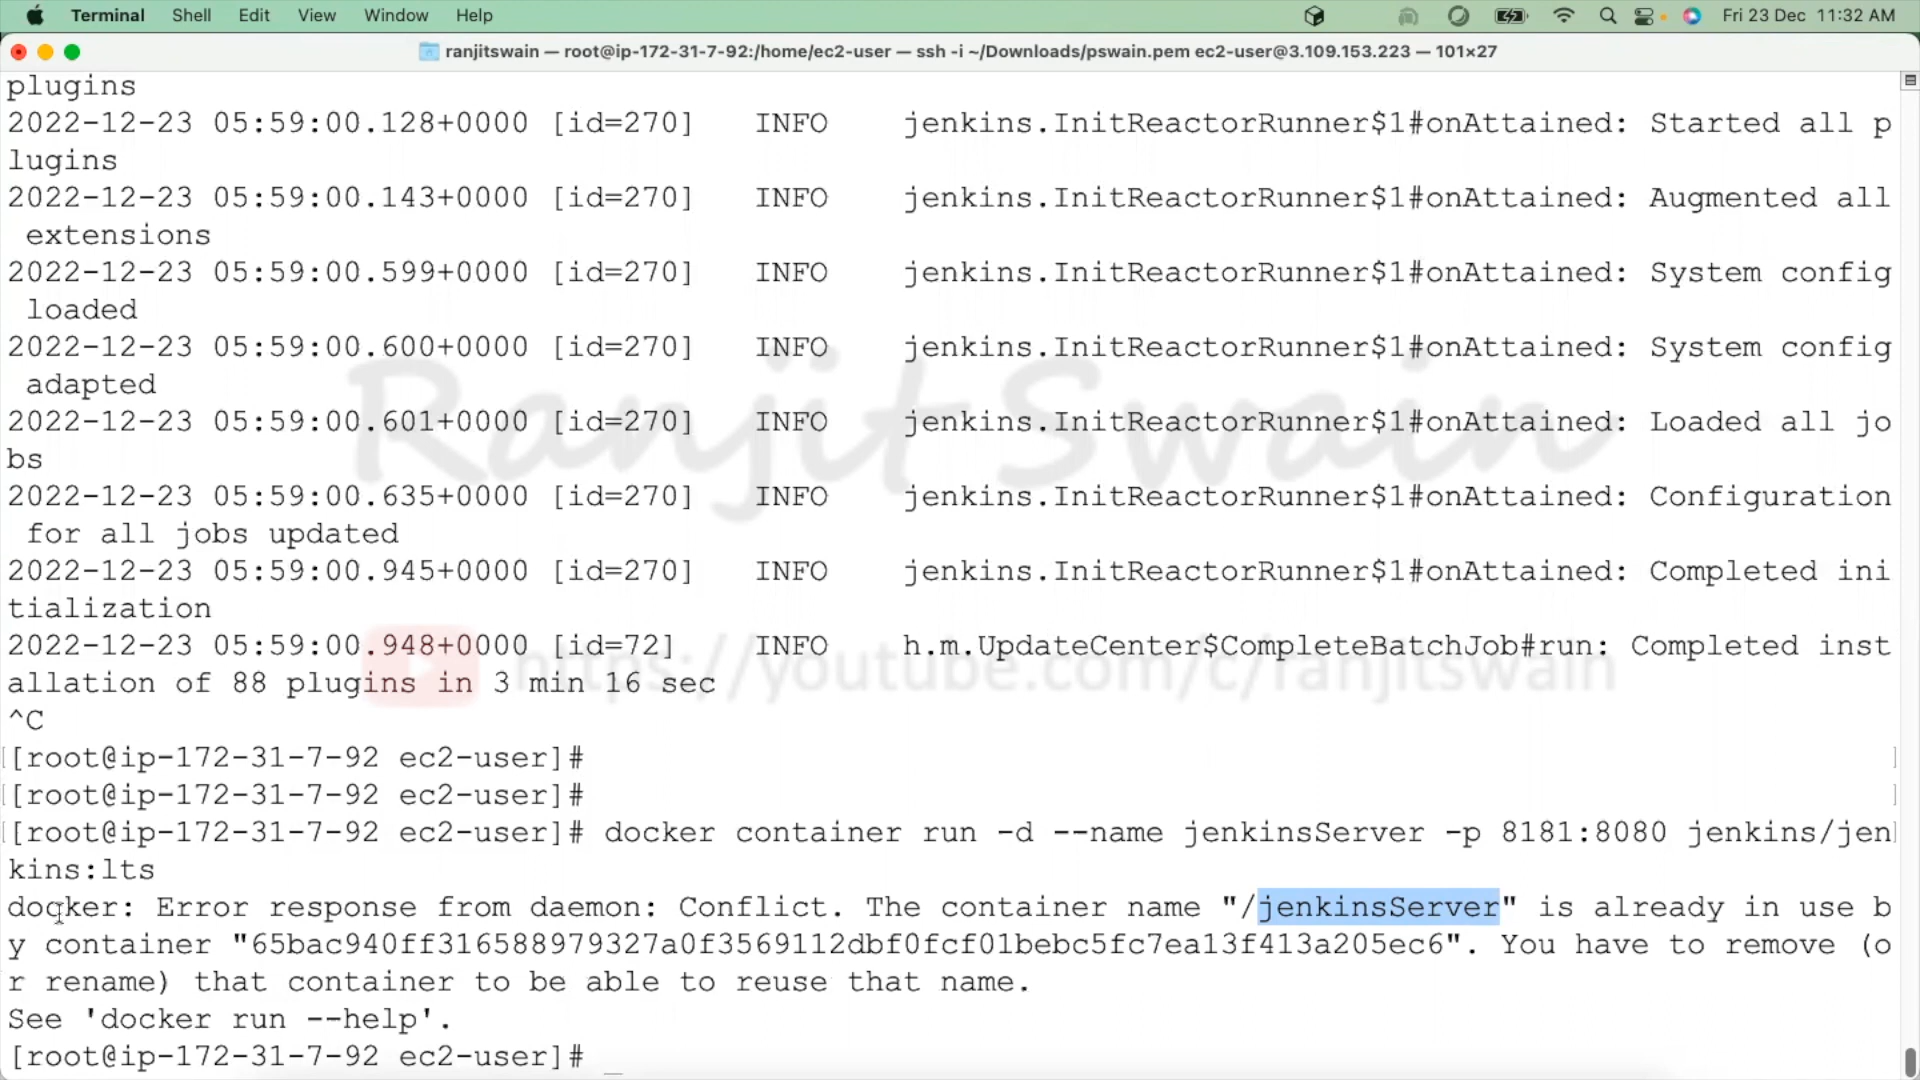 Terminal Shell Edit View Window Help Fri 23 Dec 11:32 AM
ranjitswain — root@ip-172-31-7-92:/home/ec2-user — ssh -i ~/Downloads/pswain.pem ec2-user@3.109.153.223 — 101×27
plugins
2022-12-23 05:59:00.128+0000 [id=270] INFO jenkins.InitReactorRunner$1#onAttained: Started all p
lugins
2022-12-23 05:59:00.143+0000 [id=270] INFO jenkins.InitReactorRunner$1#onAttained: Augmented all
extensions
2022-12-23 05:59:00.599+0000 [id=270] INFO jenkins.InitReactorRunner$1#onAttained: System config
loaded
2022-12-23 05:59:00.600+0000 [id=270] INFO jenkins.InitReactorRunner$1#onAttained: System config
adapted
2022-12-23 05:59:00.601+0000 [id=270] INFO jenkins.InitReactorRunner$1#onAttained: Loaded all jo
bs
Ranjit Swain
2022-12-23 05:59:00.635+0000 [id=270] INFO jenkins.InitReactorRunner$1#onAttained: Configuration
for all jobs updated
2022-12-23 05:59:00.945+0000 [id=270] INFO jenkins.InitReactorRunner$1#onAttained: Completed ini
tialization
2022-12-23 05:59:00.948+0000 [id=72] INFO h.m.UpdateCenter$CompleteBatchJob#run: Completed inst
https://youtube.com/c/ranjitswain
allation of 88 plugins in 3 min 16 sec
^C
[[root@ip-172-31-7-92 ec2-user]# ]
[[root@ip-172-31-7-92 ec2-user]# ]
[[root@ip-172-31-7-92 ec2-user]# docker container run -d --name jenkinsServer -p 8181:8080 jenkins/jen]
kins:lts
docker: Error response from daemon: Conflict. The container name "/jenkinsServer" is already in use b
y container "65bac940ff316588979327a0f3569112dbf0fcf01bebc5fc7ea13f413a205ec6". You have to remove (o
r rename) that container to be able to reuse that name.
See 'docker run --help'.
[root@ip-172-31-7-92 ec2-user]#